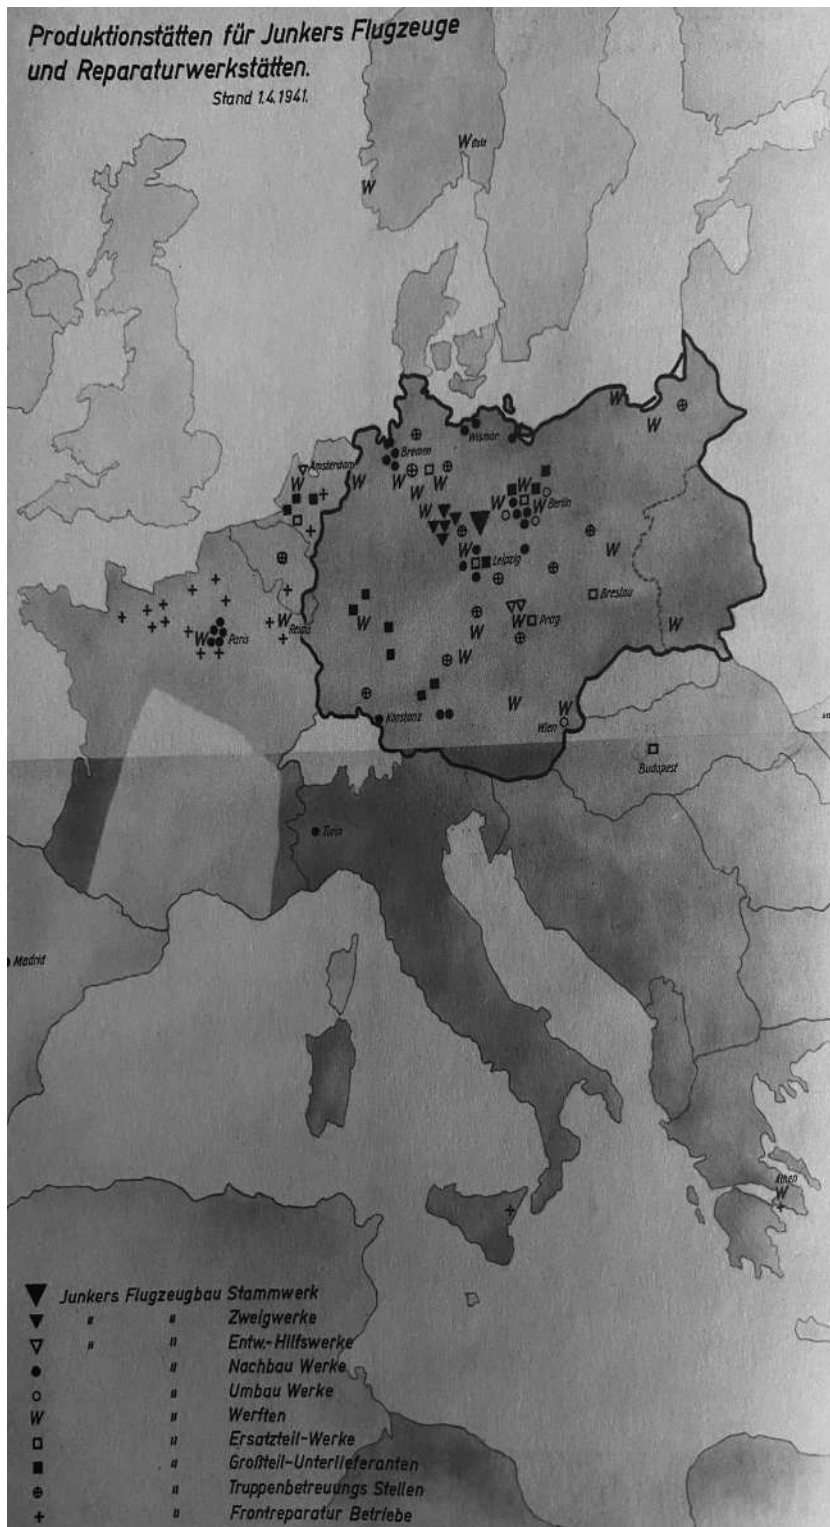 Produktionstätten für Junkers Flugzeuge
und Reparaturwerkstätten.
Stand 1.4.1941.
W Oslo
W
W
W
Wismar
Bremen
Amsterdam
W
W
W
W
W
W
W
W
W Berlin
W
Leipzig
W
Breslau
W
W
Reims
W
W
Prag
W
W Paris
W
W
W
Konstanz
Wien
Budapest
Turin
Madrid
Athen
W
Junkers Flugzeugbau Stammwerk
" " Zweigwerke
" " Entw.-Hilfswerke
" Nachbau Werke
" Umbau Werke
W " Werften
" Ersatzteil-Werke
" Großteil-Unterlieferanten
" Truppenbetreuungs Stellen
" Frontreparatur Betriebe